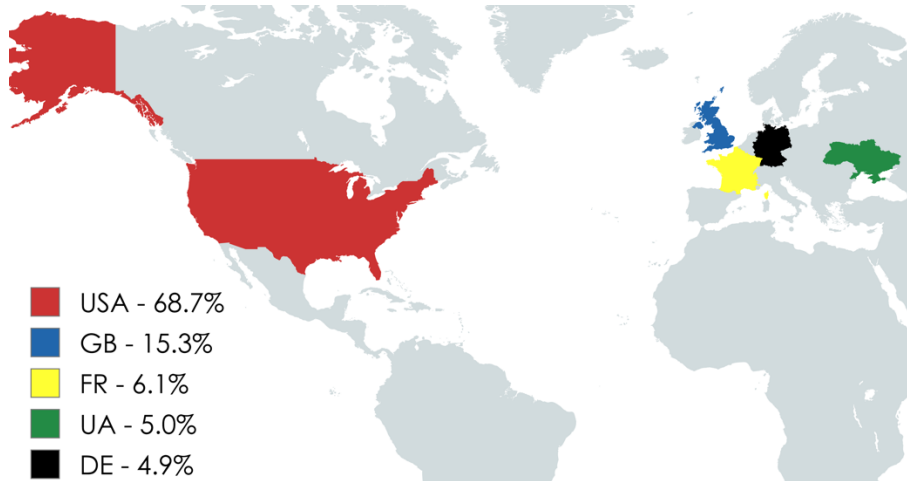 USA - 68.7%
GB - 15.3%
FR - 6.1%
UA - 5.0%
DE - 4.9%